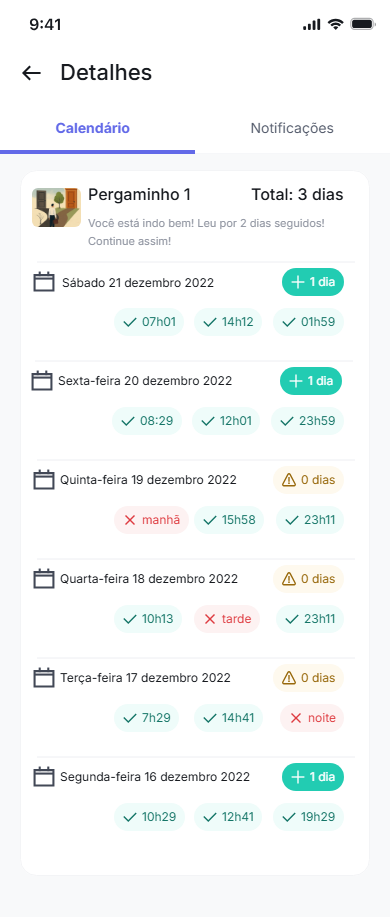 9:41
Detalhes
Calendário
Notificações
Pergaminho 1
Total: 3 dias
Você está indo bem! Leu por 2 dias seguidos!
Continue assim!
Sábado 21 dezembro 2022
1 dia
07h01
14h12
01h59
Sexta-feira 20 dezembro 2022
1 dia
08:29
12h01
23h59
Quinta-feira 19 dezembro 2022
0 dias
manhã
15h58
23h11
Quarta-feira 18 dezembro 2022
0 dias
10h13
tarde
23h11
Terça-feira 17 dezembro 2022
0 dias
7h29
14h41
noite
Segunda-feira 16 dezembro 2022
1 dia
10h29
12h41
19h29